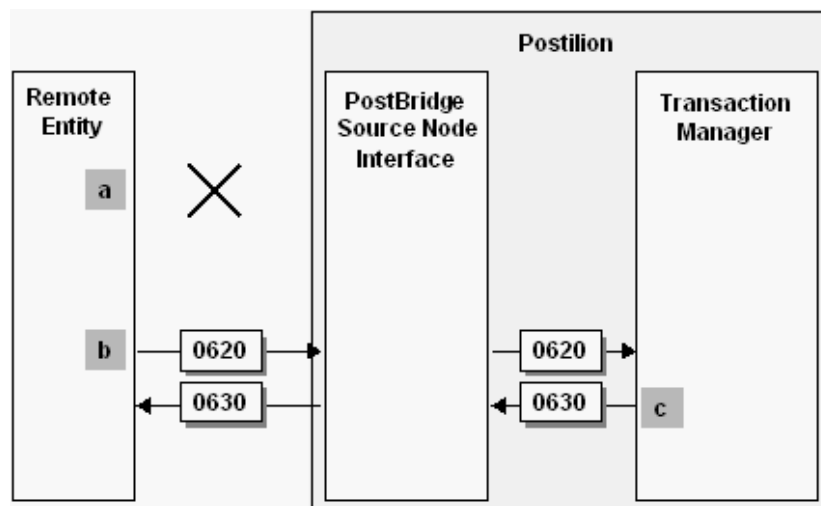 Postilion
Remote
Entity
PostBridge
Source Node
Interface
Transaction
Manager
a
b
0620
0620
0630
0630
c